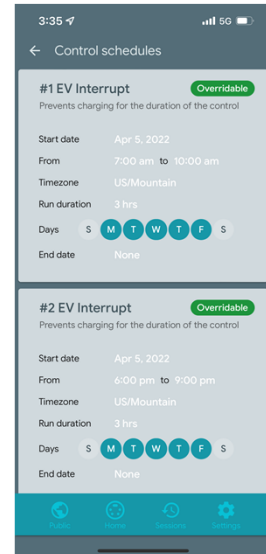 3:35 5G
← Control schedules
#1 EV Interrupt Overridable
Prevents charging for the duration of the control
Start date Apr 5, 2022
From 7:00 am to 10:00 am
Timezone US/Mountain
Run duration 3 hrs
Days S M T W T F S
End date None
#2 EV Interrupt Overridable
Prevents charging for the duration of the control
Start date Apr 5, 2022
From 6:00 pm to 9:00 pm
Timezone US/Mountain
Run duration 3 hrs
Days S M T W T F S
End date None
Public Home Sessions Settings